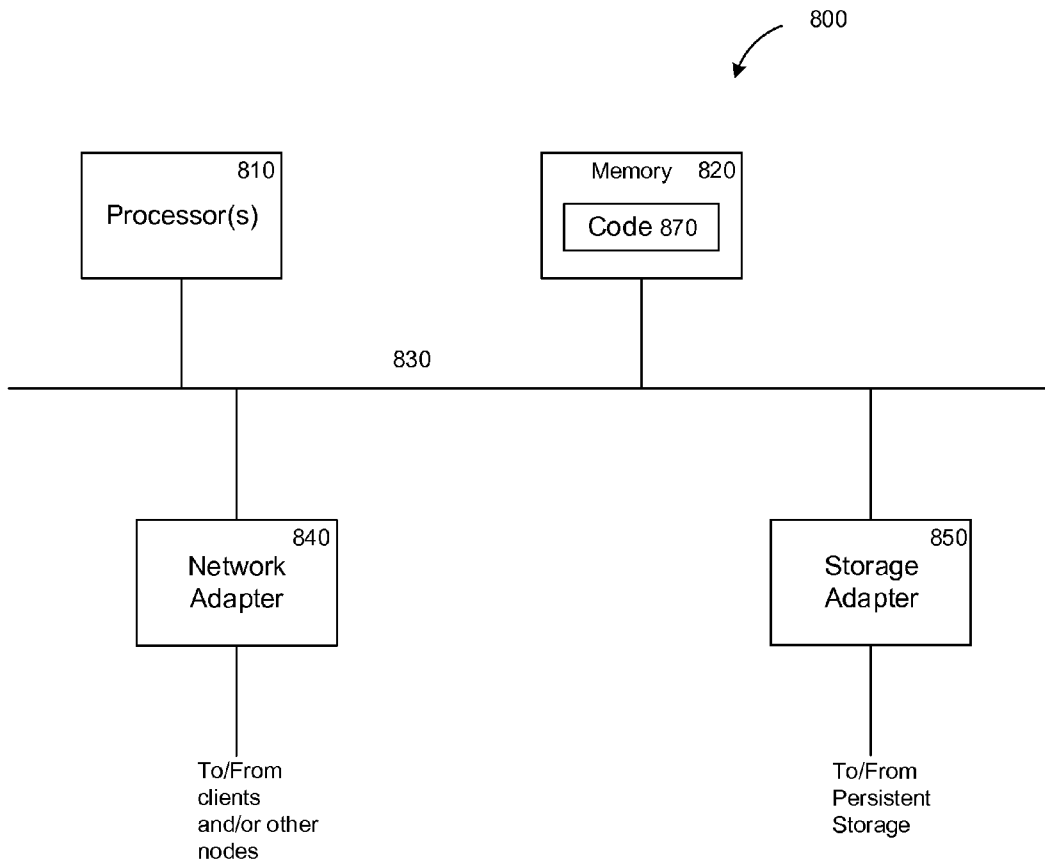 800
810
Processor(s)
Memory 820
Code 870
830
840
Network
Adapter
850
Storage
Adapter
To/From
clients
and/or other
nodes
To/From
Persistent
Storage